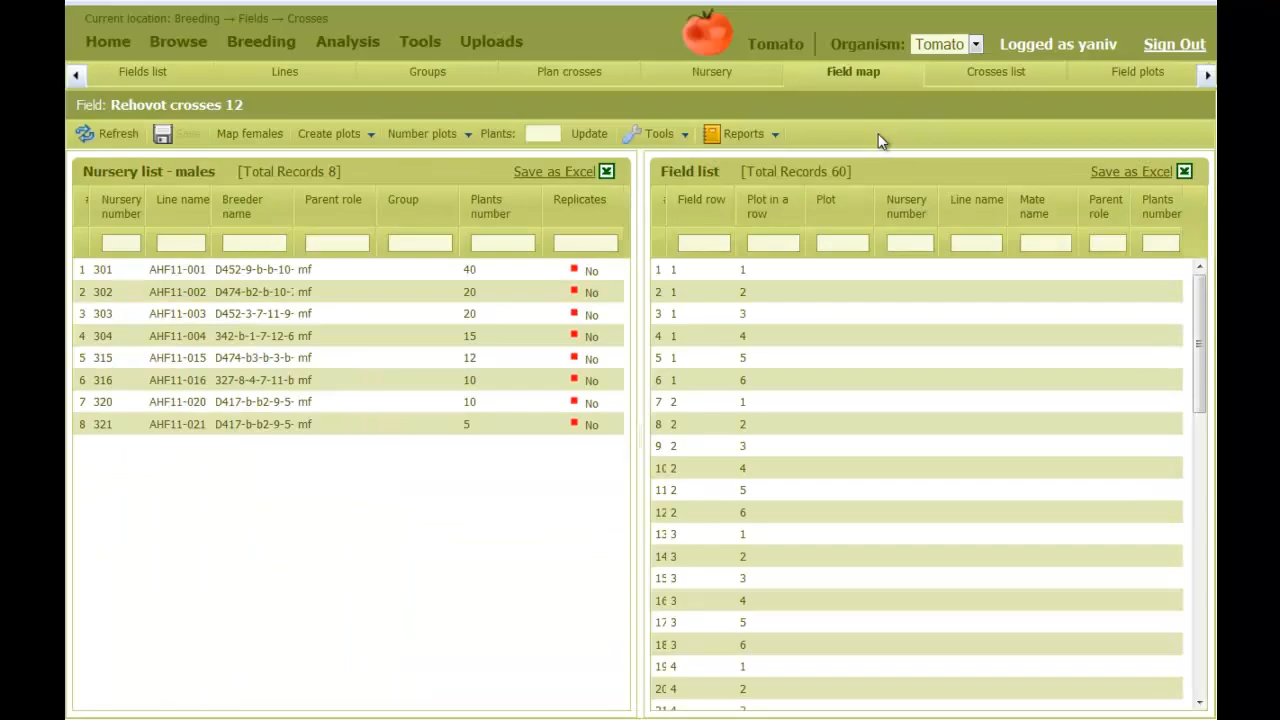 Current location: Breeding → Fields → Crosses
Home Browse Breeding Analysis Tools Uploads Tomato Organism: Tomato Logged as yaniv Sign Out
Fields list Lines Groups Plan crosses Nursery Field map Crosses list Field plots
Field: Rehovot crosses 12
Refresh Save Map females Create plots Number plots Plants: Update Tools Reports
Nursery list - males [Total Records 8] Save as Excel
# Nursery number Line name Breeder name Parent role Group Plants number Replicates
1 301 AHF11-001 D452-9-b-b-10- mf 40 No
2 302 AHF11-002 D474-b2-b-10- mf 20 No
3 303 AHF11-003 D452-3-7-11-9- mf 20 No
4 304 AHF11-004 342-b-1-7-12-6 mf 15 No
5 315 AHF11-015 D474-b3-b-3-b- mf 12 No
6 316 AHF11-016 327-8-4-7-11-b mf 10 No
7 320 AHF11-020 D417-b-b2-9-5- mf 10 No
8 321 AHF11-021 D417-b-b2-9-5- mf 5 No
Field list [Total Records 60] Save as Excel
Field row Plot in a row Plot Nursery number Line name Mate name Parent role Plants number
1 1 1
2 1 2
3 1 3
4 1 4
5 1 5
6 1 6
7 2 1
8 2 2
9 2 3
10 2 4
11 2 5
12 2 6
13 3 1
14 3 2
15 3 3
16 3 4
17 3 5
18 3 6
19 4 1
20 4 2